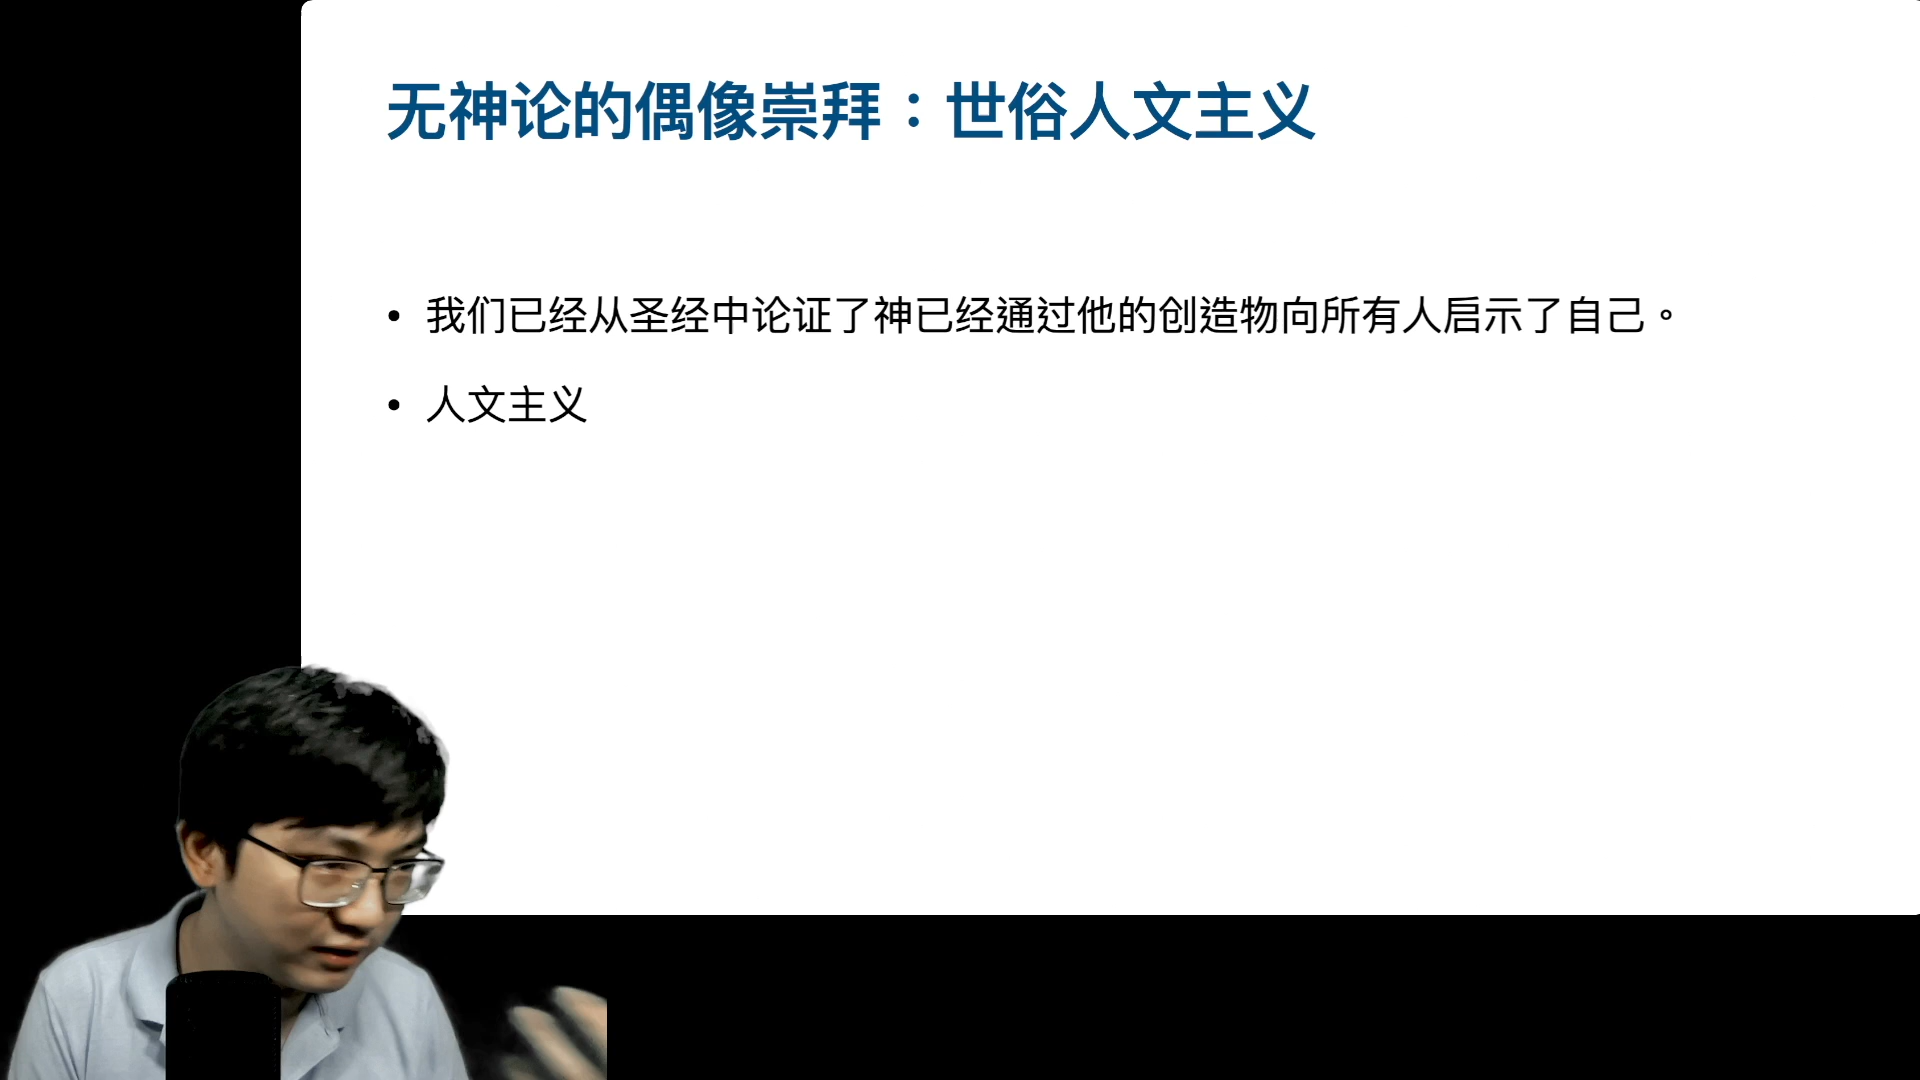 无神论的偶像崇拜：世俗人文主义
• 我们已经从圣经中论证了神已经通过他的创造物向所有人启示了自己。
• 人文主义